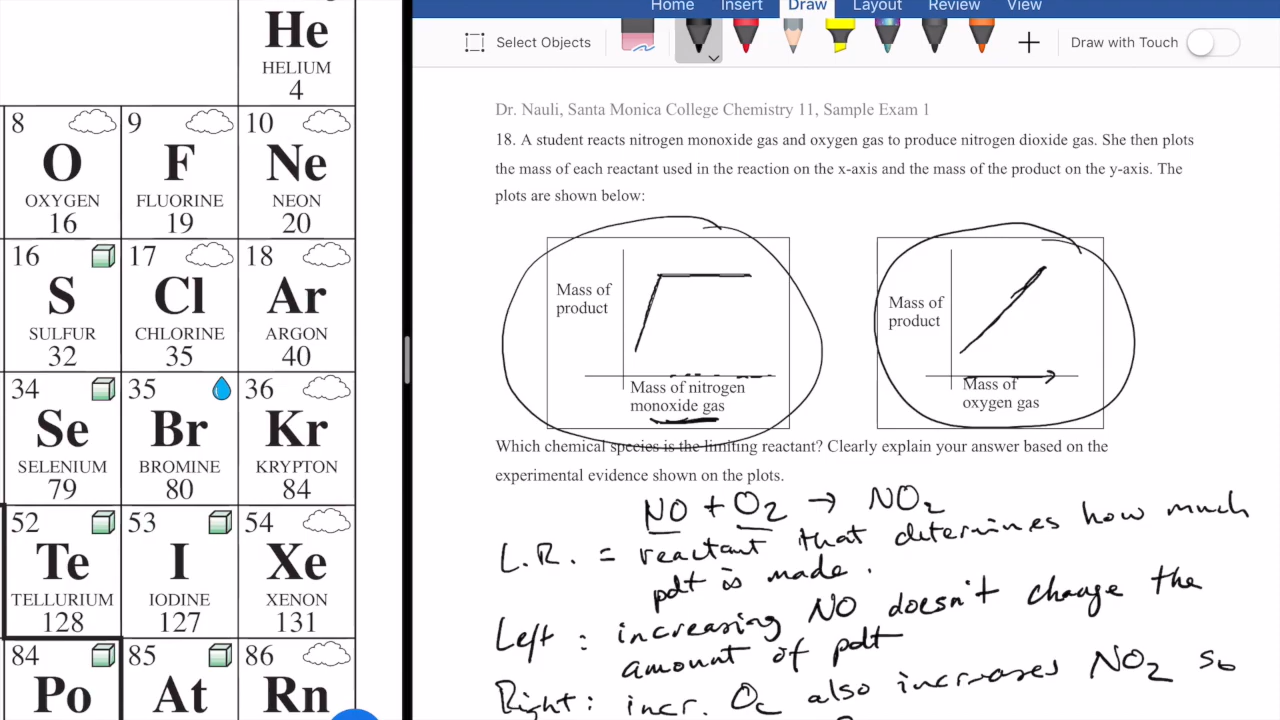 Home Insert Draw Layout Review View
Select Objects
Draw with Touch
He
HELIUM
4
8
O
OXYGEN
16
9
F
FLUORINE
19
10
Ne
NEON
20
16
S
SULFUR
32
17
Cl
CHLORINE
35
18
Ar
ARGON
40
34
Se
SELENIUM
79
35
Br
BROMINE
80
36
Kr
KRYPTON
84
52
Te
TELLURIUM
128
53
I
IODINE
127
54
Xe
XENON
131
84
Po
85
At
86
Rn
Dr. Nauli, Santa Monica College Chemistry 11, Sample Exam 1
18. A student reacts nitrogen monoxide gas and oxygen gas to produce nitrogen dioxide gas. She then plots
the mass of each reactant used in the reaction on the x-axis and the mass of the product on the y-axis. The
plots are shown below:
Mass of
product
Mass of nitrogen
monoxide gas
Mass of
product
Mass of
oxygen gas
Which chemical species is the limiting reactant? Clearly explain your answer based on the
experimental evidence shown on the plots.
NO + O2 → NO2
L.R. = reactant that determines how much
pdt is made.
Left : increasing NO doesn't change the
amount of pdt
Right : incr. O2 also increases NO2 so